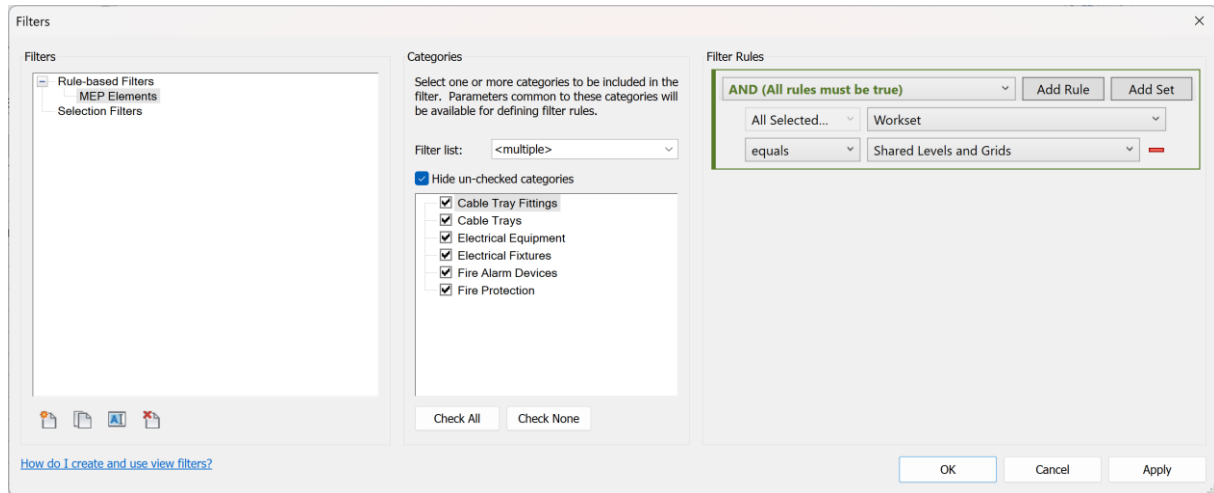 Filters
Filters
Rule-based Filters
MEP Elements
Selection Filters
How do I create and use view filters?
Categories
Select one or more categories to be included in the
filter. Parameters common to these categories will
be available for defining filter rules.
Filter list: <multiple>
Hide un-checked categories
Cable Tray Fittings
Cable Trays
Electrical Equipment
Electrical Fixtures
Fire Alarm Devices
Fire Protection
Check All Check None
Filter Rules
AND (All rules must be true) Add Rule Add Set
All Selected... Workset
equals Shared Levels and Grids
OK Cancel Apply